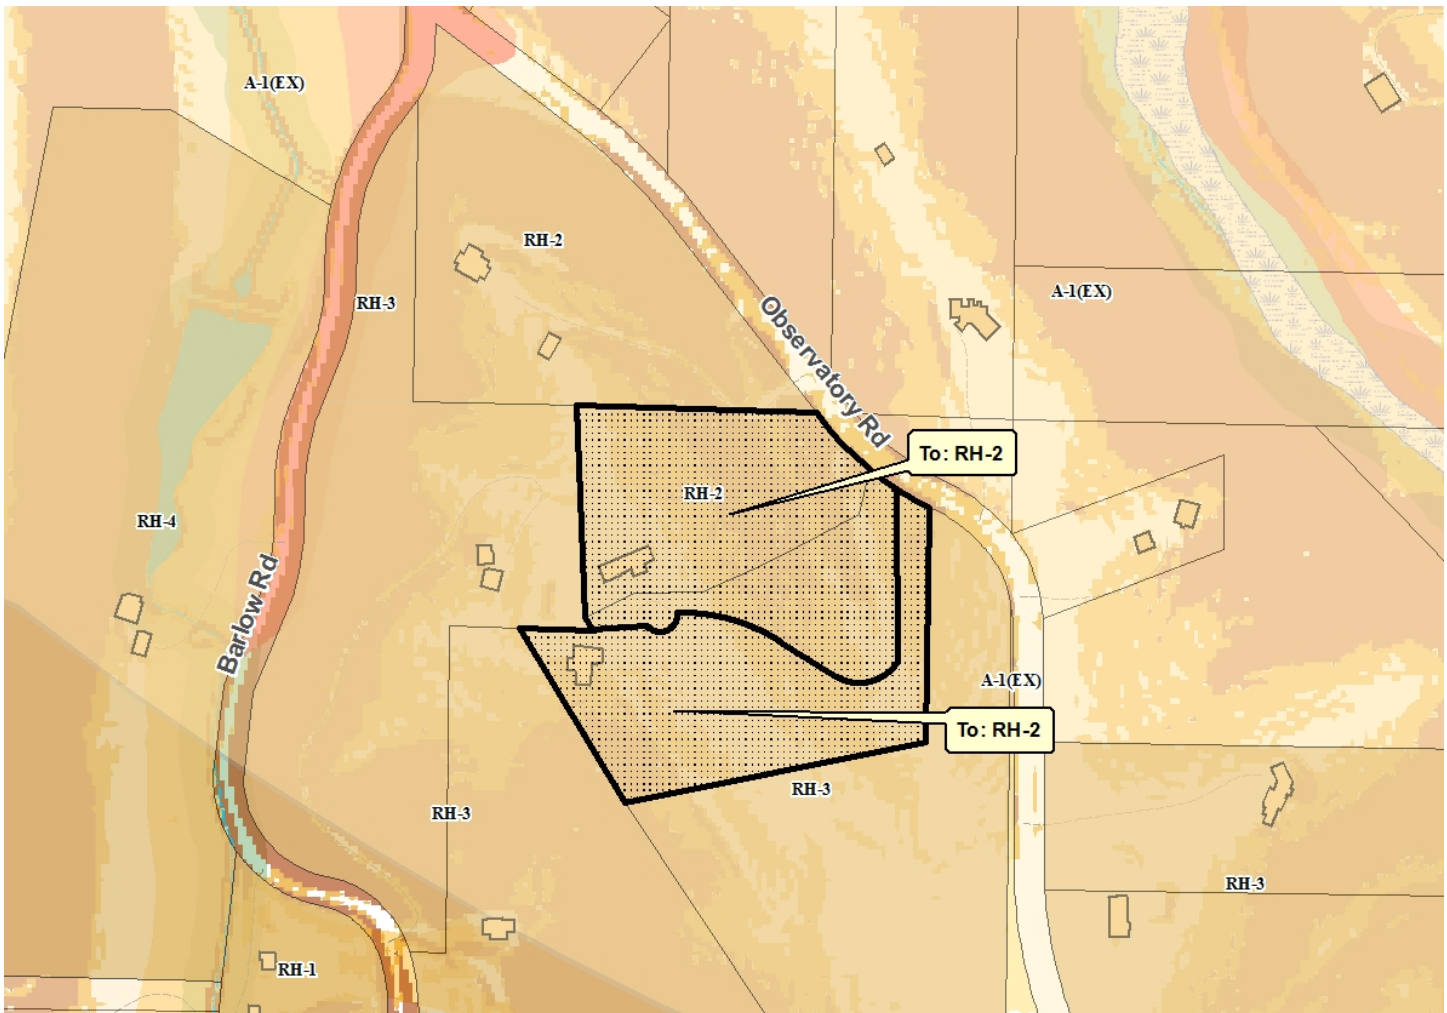 A-1(EX)
RH-2
RH-3
A-1(EX)
Observatory Rd
To: RH-2
RH-2
RH-4
Barlow Rd
A-1(EX)
To: RH-2
RH-3
RH-3
RH-3
RH-1